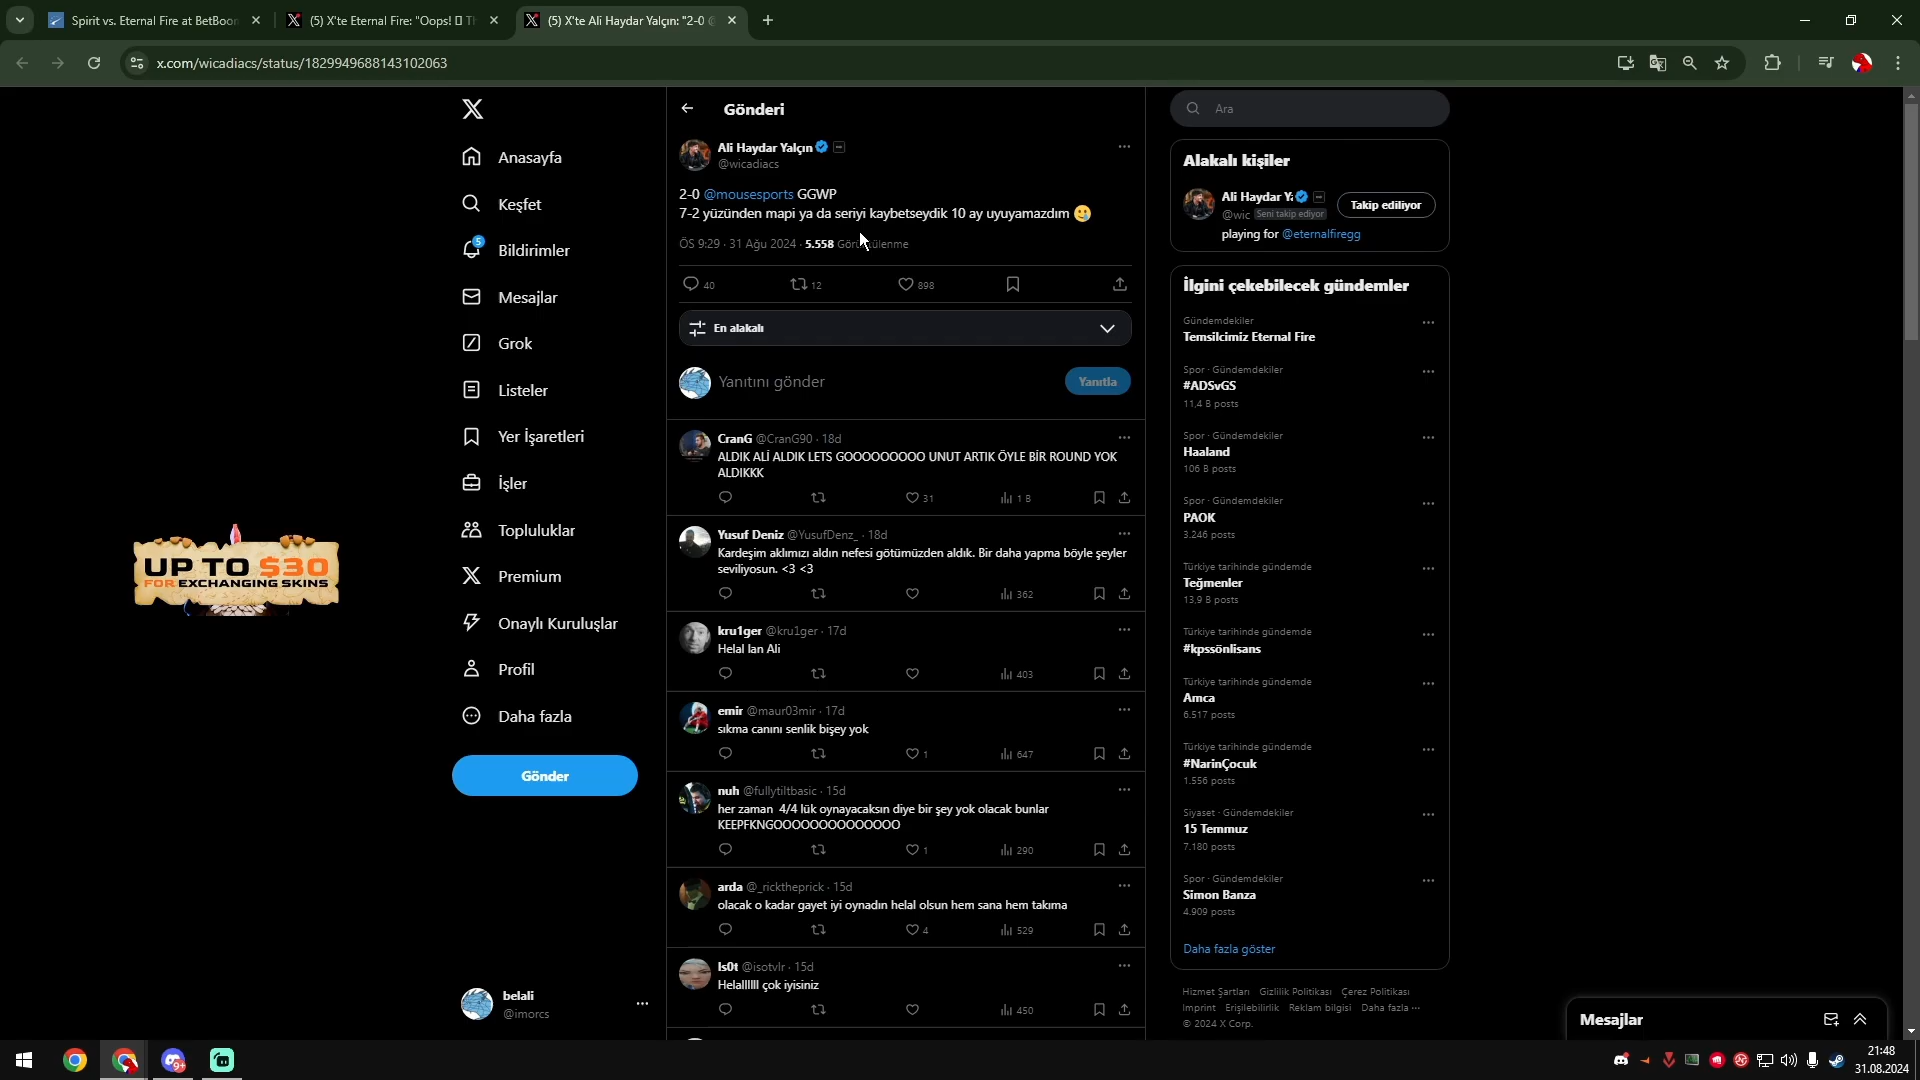 Spirit vs. Eternal Fire at BetBoom
(5) X'te Eternal Fire: "Oops!
(5) X'te Ali Haydar Yalçın: "2-0
x.com/wicadiacs/status/1829949688143102063
Anasayfa
Keşfet
5
Bildirimler
Mesajlar
Grok
Listeler
Yer İşaretleri
İşler
Topluluklar
Premium
Onaylı Kuruluşlar
Profil
Daha fazla
Gönder
belali
@imorcs
UP TO $30
FOR EXCHANGING SKINS
Gönderi
Ali Haydar Yalçın
@wicadiacs
2-0 @mousesports GGWP
7-2 yüzünden mapi ya da seriyi kaybetseydik 10 ay uyuyamazdım 🥲
ÖS 9:29 · 31 Ağu 2024 · 5.558 Görüntülenme
40 12 898
En alakalı
Yanıtını gönder
Yanıtla
CranG @CranG90 · 18d
ALDIK ALİ ALDIK LETS GOOOOOOOOO UNUT ARTIK ÖYLE BİR ROUND YOK
ALDIKKK
31 1 B
Yusuf Deniz @YusufDenz_ · 18d
Kardeşim aklımızı aldın nefesi götümüzden aldık. Bir daha yapma böyle şeyler
seviliyosun. <3 <3
362
kru1ger @kru1ger · 17d
Helal lan Ali
403
emir @maur03mir · 17d
sıkma canını senlik bişey yok
1 647
nuh @fullytiltbasic · 15d
her zaman 4/4 lük oynayacaksın diye bir şey yok olacak bunlar
KEEPFKNGOOOOOOOOOOOOOO
1 290
arda @_ricktheprick · 15d
olacak o kadar gayet iyi oynadın helal olsun hem sana hem takıma
4 529
Is0t @isotvlr · 15d
Helallllll çok iyisiniz
450
Ara
Alakalı kişiler
Ali Haydar Y
@wic Seni takip ediyor
Takip ediliyor
playing for @eternalfiregg
İlgini çekebilecek gündemler
Gündemdekiler
Temsilcimiz Eternal Fire
Spor · Gündemdekiler
#ADSvGS
11,4 B posts
Spor · Gündemdekiler
Haaland
106 B posts
Spor · Gündemdekiler
PAOK
3.246 posts
Türkiye tarihinde gündemde
Teğmenler
13,9 B posts
Türkiye tarihinde gündemde
#kpssönlisans
Türkiye tarihinde gündemde
Amca
6.517 posts
Türkiye tarihinde gündemde
#NarinÇocuk
1.556 posts
Siyaset · Gündemdekiler
15 Temmuz
7.180 posts
Spor · Gündemdekiler
Simon Banza
4.909 posts
Daha fazla göster
Hizmet Şartları Gizlilik Politikası Çerez Politikası
Imprint Erişilebilirlik Reklam bilgisi Daha fazla ···
© 2024 X Corp.
Mesajlar
9+
21:48
31.08.2024